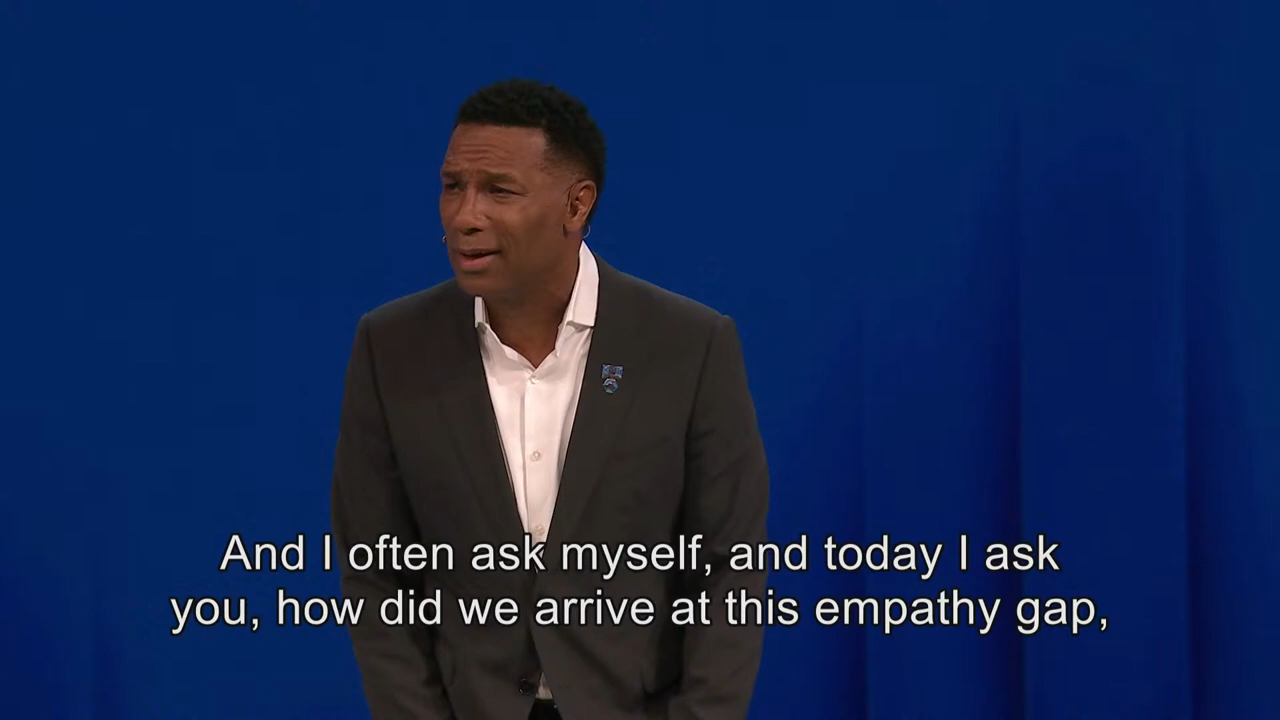 And I often ask myself, and today I ask
you, how did we arrive at this empathy gap,